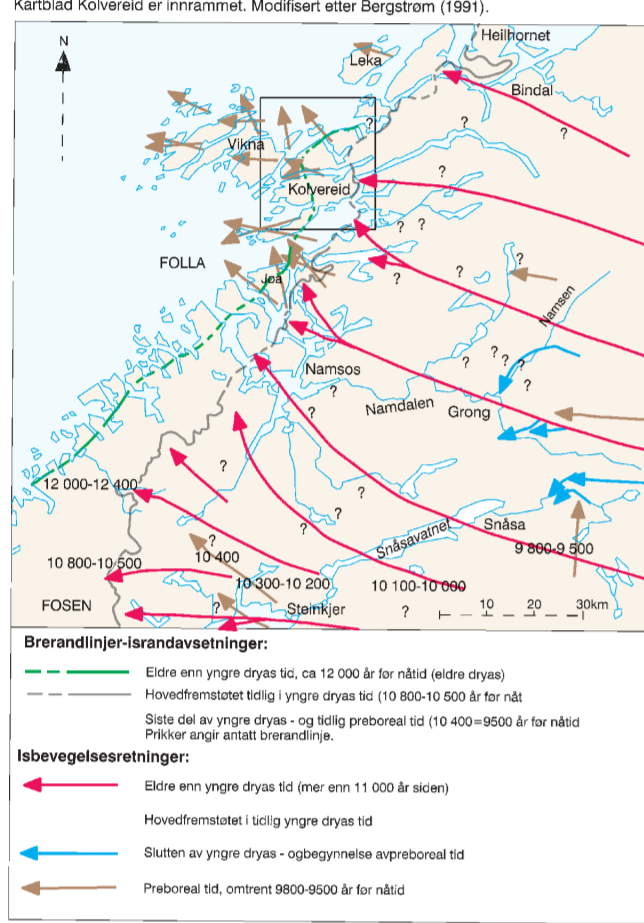 Kartblad Kolvereid er innrammet. Modifisert etter Bergstrøm (1991).
N
Heilhornet
Leka
Bindal
?
?
?
Vikna
?
Kolvereid
? ?
FOLLA
?
?
?
Joa
Namsen
? ? ?
?
?
Namsos
?
?
Namdalen
Grong
?
?
12 000-12 400
?
?
Snåsa
Snåsavatnet
?
?
10 400
9 800-9 500
10 800-10 500
10 300-10 200
10 100-10 000
FOSEN
?
Steinkjer
?
10 20 30km
Brerandlinjer-israndavsetninger:
Eldre enn yngre dryas tid, ca 12 000 år før nåtid (eldre dryas)
Hovedfremstøtet tidlig i yngre dryas tid (10 800-10 500 år før nåt
Siste del av yngre dryas - og tidlig preboreal tid (10 400=9500 år før nåtid
Prikker angir antatt brerandlinje.
Isbevegelsesretninger:
Eldre enn yngre dryas tid (mer enn 11 000 år siden)
Hovedfremstøtet i tidlig yngre dryas tid
Slutten av yngre dryas - ogbegynnelse avpreboreal tid
Preboreal tid, omtrent 9800-9500 år før nåtid